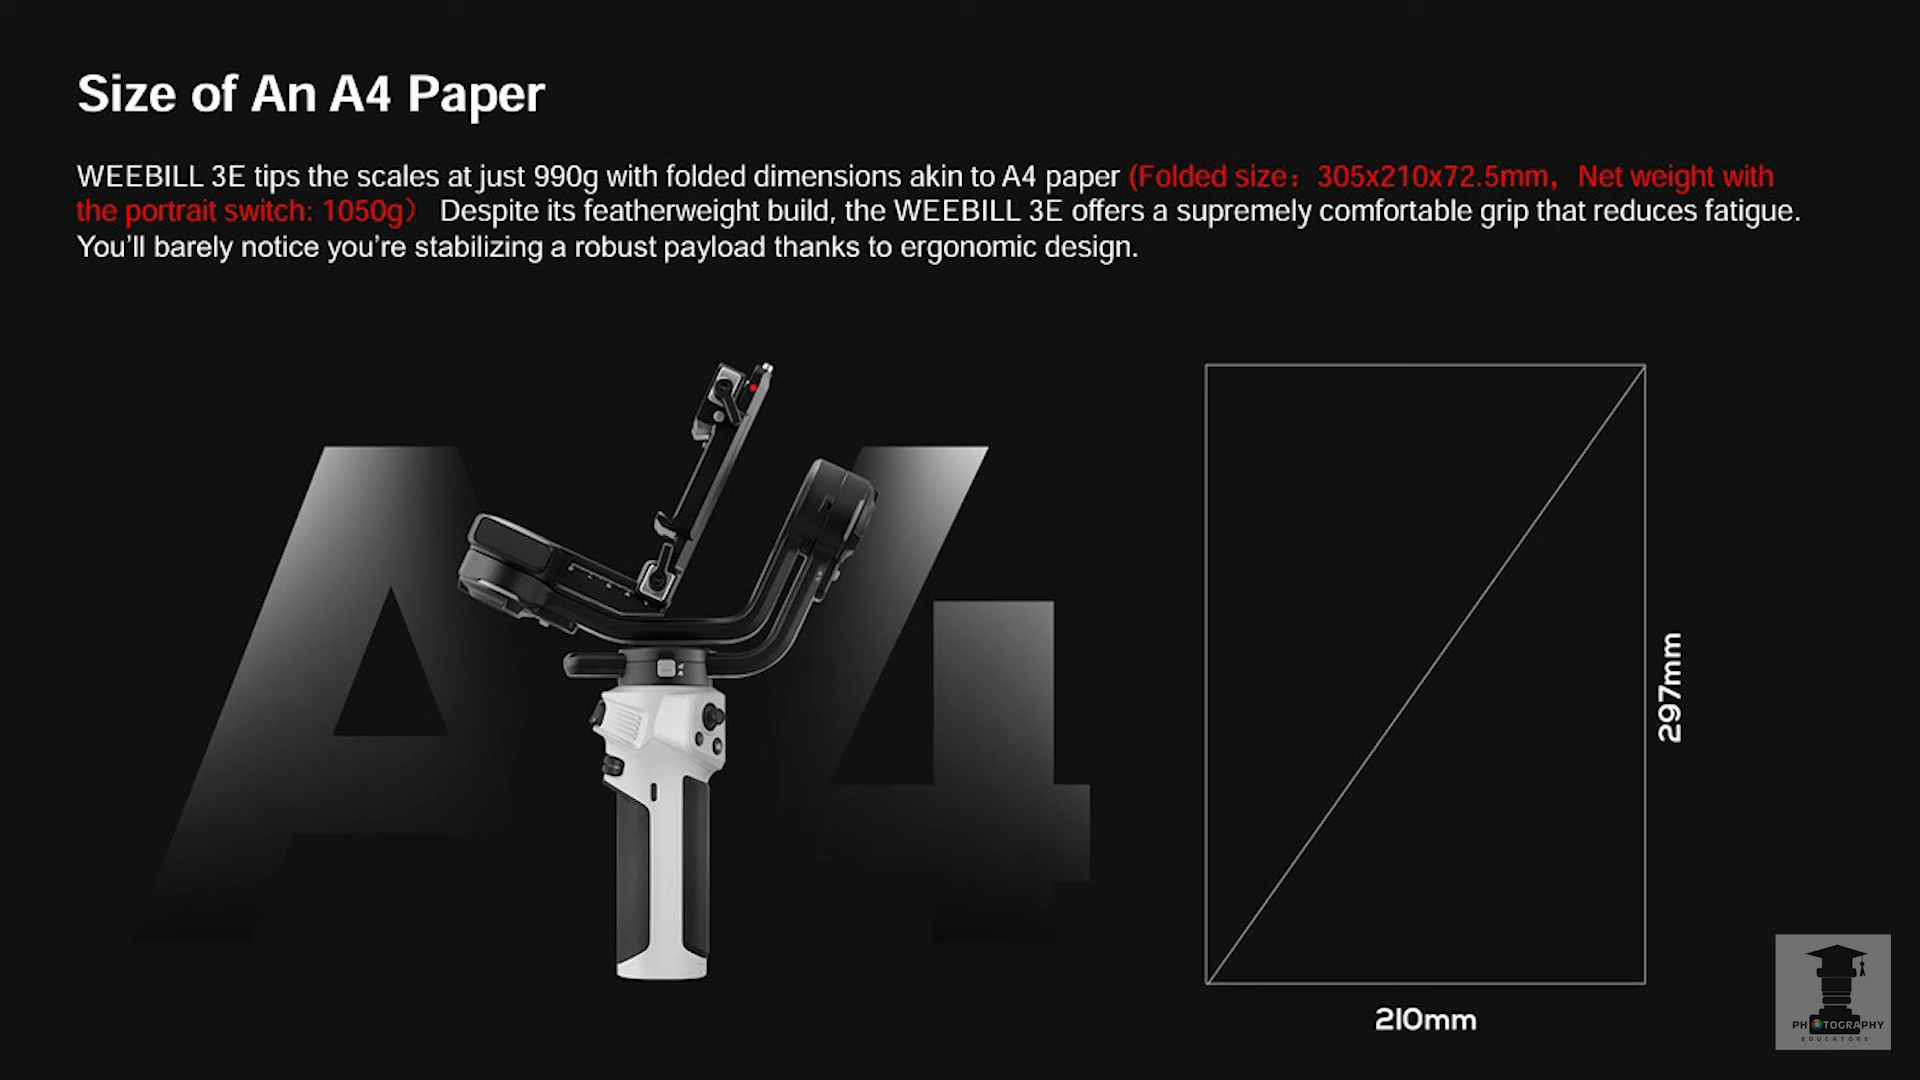 Size of An A4 Paper
WEEBILL 3E tips the scales at just 990g with folded dimensions akin to A4 paper (Folded size：305x210x72.5mm，Net weight with
the portrait switch: 1050g） Despite its featherweight build, the WEEBILL 3E offers a supremely comfortable grip that reduces fatigue.
You’ll barely notice you’re stabilizing a robust payload thanks to ergonomic design.
A4
297mm
210mm
PHOTOGRAPHY
EDUCATORS